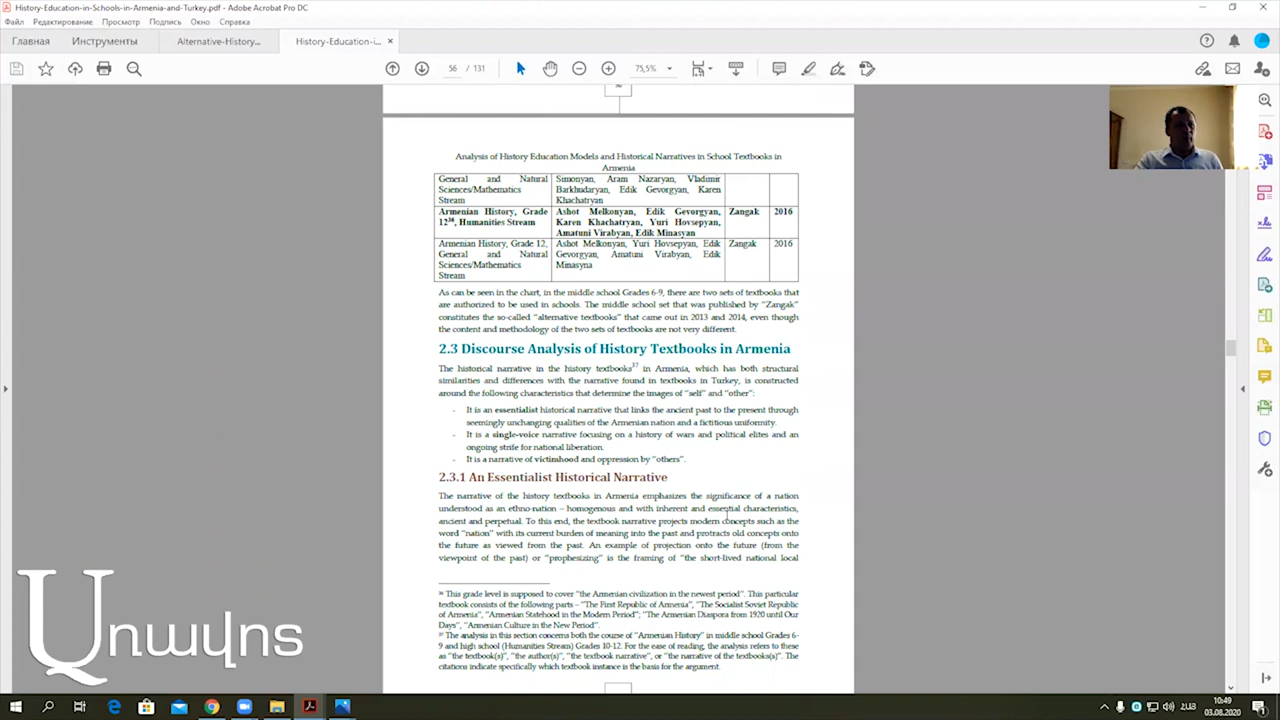 History-Education-in-Schools-in-Armenia-and-Turkey.pdf - Adobe Acrobat Pro DC
Файл Редактирование Просмотр Подпись Окно Справка
Главная Инструменты Alternative-History... History-Education-i...
56 / 131 75,5%
Analysis of History Education Models and Historical Narratives in School Textbooks in
Armenia
General and Natural Simonyan, Aram Nazaryan, Vladimir
Sciences/Mathematics Barkhudaryan, Edik Gevorgyan, Karen
Stream Khachatryan
Armenian History, Grade Ashot Melkonyan, Edik Gevorgyan, Zangak 2016
12³⁶, Humanities Stream Karen Khachatryan, Yuri Hovsepyan,
Amatuni Virabyan, Edik Minasyan
Armenian History, Grade 12, Ashot Melkonyan, Yuri Hovsepyan, Edik Zangak 2016
General and Natural Gevorgyan, Amatuni Virabyan, Edik
Sciences/Mathematics Minasyna
Stream
As can be seen in the chart, in the middle school Grades 6-9, there are two sets of textbooks that
are authorized to be used in schools. The middle school set that was published by "Zangak"
constitutes the so-called "alternative textbooks" that came out in 2013 and 2014, even though
the content and methodology of the two sets of textbooks are not very different.
2.3 Discourse Analysis of History Textbooks in Armenia
The historical narrative in the history textbooks³⁷ in Armenia, which has both structural
similarities and differences with the narrative found in textbooks in Turkey, is constructed
around the following characteristics that determine the images of "self" and "other":
- It is an essentialist historical narrative that links the ancient past to the present through
seemingly unchanging qualities of the Armenian nation and a fictitious uniformity.
- It is a single-voice narrative focusing on a history of wars and political elites and an
ongoing strife for national liberation.
- It is a narrative of victimhood and oppression by "others".
2.3.1 An Essentialist Historical Narrative
The narrative of the history textbooks in Armenia emphasizes the significance of a nation
understood as an ethno-nation – homogenous and with inherent and essential characteristics,
ancient and perpetual. To this end, the textbook narrative projects modern concepts such as the
word "nation" with its current burden of meaning into the past and protracts old concepts onto
the future as viewed from the past. An example of projection onto the future (from the
viewpoint of the past) or "prophesizing" is the framing of "the short-lived national local
³⁶ This grade level is supposed to cover "the Armenian civilization in the newest period". This particular
textbook consists of the following parts – "The First Republic of Armenia", "The Socialist Soviet Republic
of Armenia", "Armenian Statehood in the Modern Period"; "The Armenian Diaspora from 1920 until Our
Days", "Armenian Culture in the New Period".
³⁷ The analysis in this section concerns both the course of "Armenian History" in middle school Grades 6-
9 and high school (Humanities Stream) Grades 10-12. For the ease of reading, the analysis refers to these
as "the textbook(s)", "the author(s)", "the textbook narrative", or "the narrative of the textbooks(s)". The
citations indicate specifically which textbook instance is the basis for the argument.
Սևագիր
10:49
03.08.2020